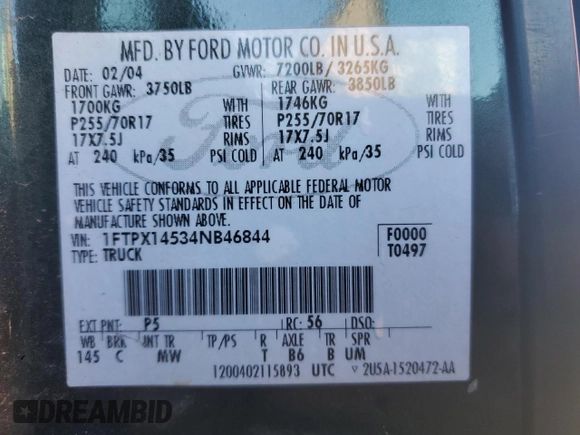 MFD. BY FORD MOTOR CO. IN U.S.A.
DATE: 02/04 GVWR: 7200LB/ 3265KG
FRONT GAWR: 3750LB REAR GAWR: 3850LB
1700KG WITH 1746KG WITH
P255/70R17 TIRES P255/70R17 TIRES
17X7.5J RIMS 17X7.5J RIMS
AT 240 kPa/35 PSI COLD AT 240 kPa/35 PSI COLD
THIS VEHICLE CONFORMS TO ALL APPLICABLE FEDERAL MOTOR
VEHICLE SAFETY STANDARDS IN EFFECT ON THE DATE OF
MANUFACTURE SHOWN ABOVE.
VIN: 1FTPX14534NB46844 F0000
TYPE: TRUCK T0497
EXT PNT: P5 RC: 56 DSO:
WB BRK INT TR TP/PS R AXLE TR SPR
145 C MW T B6 B UM
1200402115893 UTC ▽ 2USA-1520472-AA
Ford
DREAMBID